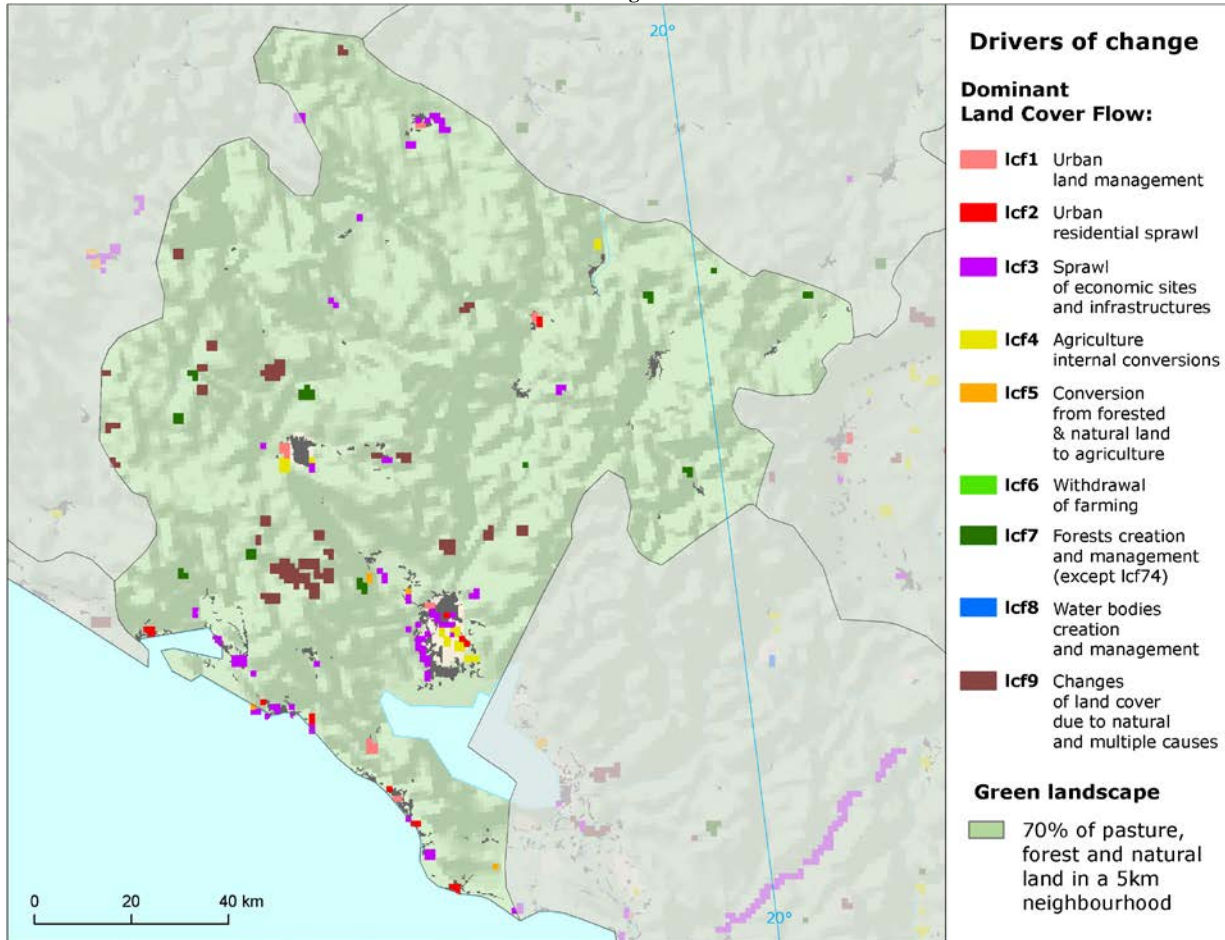 20°
20°
0 20 40 km
Drivers of change
Dominant
Land Cover Flow:
lcf1 Urban
land management
lcf2 Urban
residential sprawl
lcf3 Sprawl
of economic sites
and infrastructures
lcf4 Agriculture
internal conversions
lcf5 Conversion
from forested
& natural land
to agriculture
lcf6 Withdrawal
of farming
lcf7 Forests creation
and management
(except lcf74)
lcf8 Water bodies
creation
and management
lcf9 Changes
of land cover
due to natural
and multiple causes
Green landscape
70% of pasture,
forest and natural
land in a 5km
neighbourhood